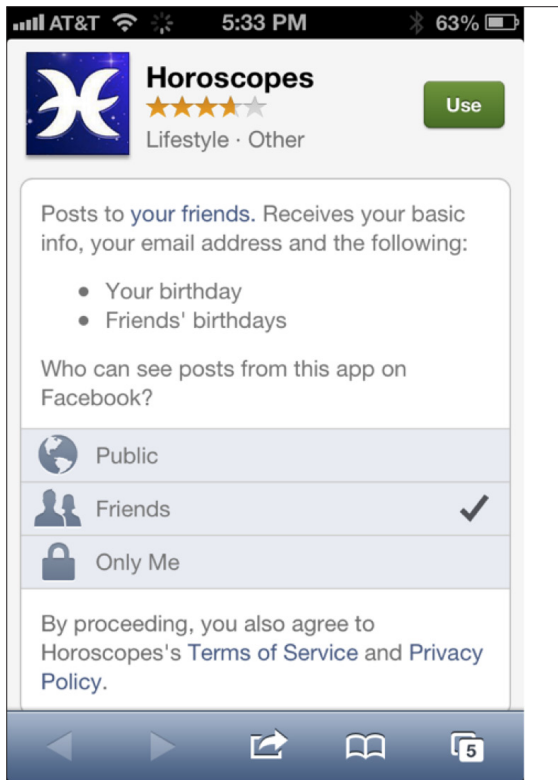 AT&T 5:33 PM 63%
Horoscopes
Use
Lifestyle · Other
Posts to your friends. Receives your basic
info, your email address and the following:
• Your birthday
• Friends' birthdays
Who can see posts from this app on
Facebook?
Public
Friends
Only Me
By proceeding, you also agree to
Horoscopes's Terms of Service and Privacy
Policy.
5